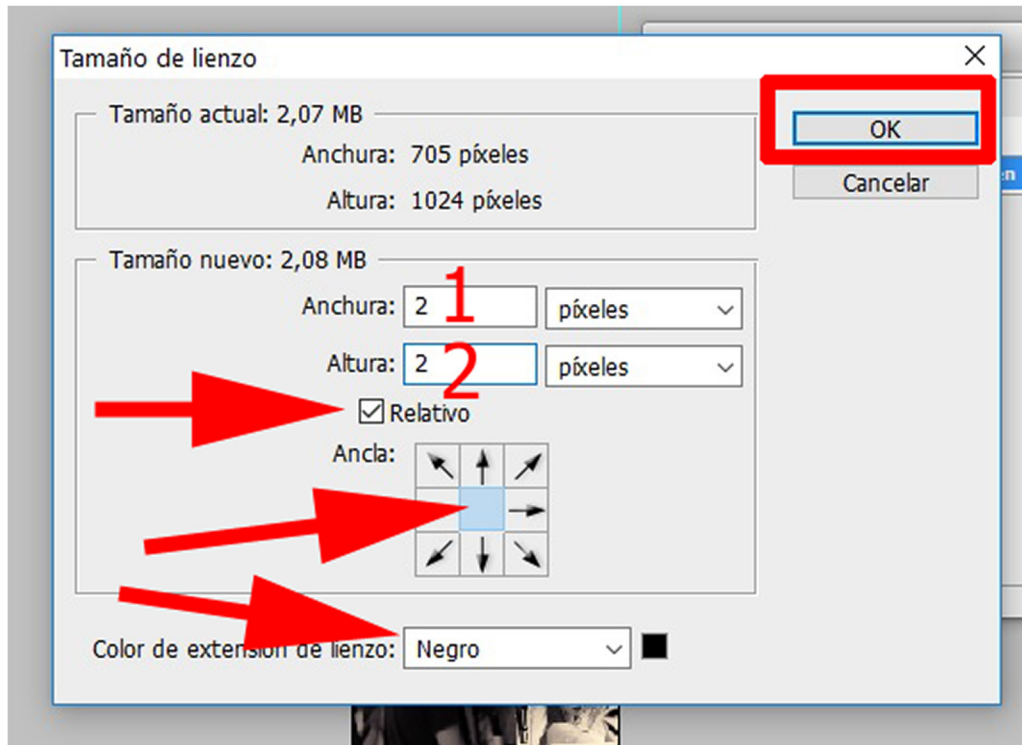 Tamaño de lienzo
Tamaño actual: 2,07 MB
Anchura: 705 píxeles
Altura: 1024 píxeles
OK
Cancelar
Tamaño nuevo: 2,08 MB
Anchura: 2 1 píxeles
Altura: 2 2 píxeles
Relativo
Ancla:
Color de extensión de lienzo: Negro
en